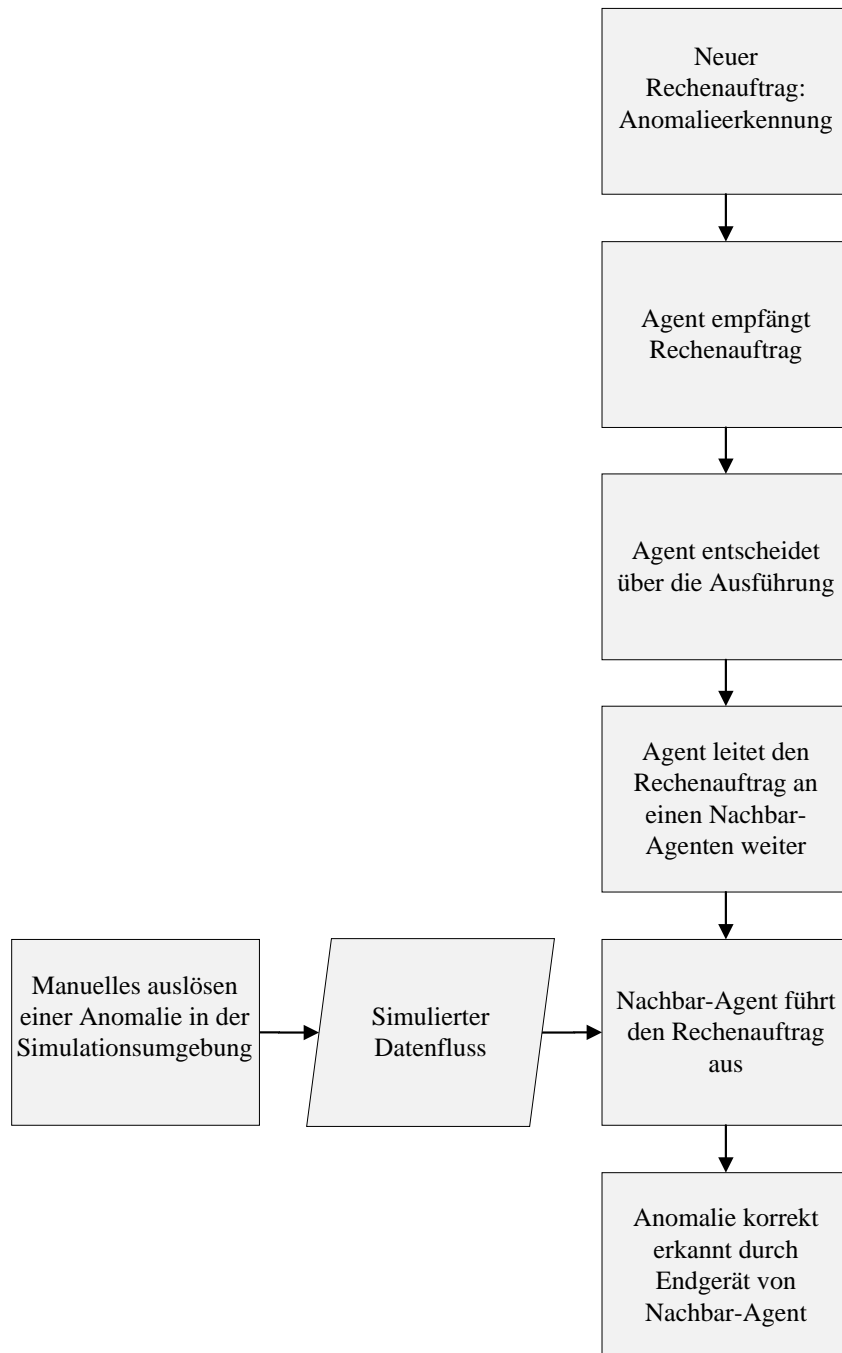 Neuer
Rechenauftrag:
Anomalieerkennung
Agent empfängt
Rechenauftrag
Agent entscheidet
über die Ausführung
Agent leitet den
Rechenauftrag an
einen Nachbar-
Agenten weiter
Manuelles auslösen
einer Anomalie in der
Simulationsumgebung
Simulierter
Datenfluss
Nachbar-Agent führt
den Rechenauftrag
aus
Anomalie korrekt
erkannt durch
Endgerät von
Nachbar-Agent